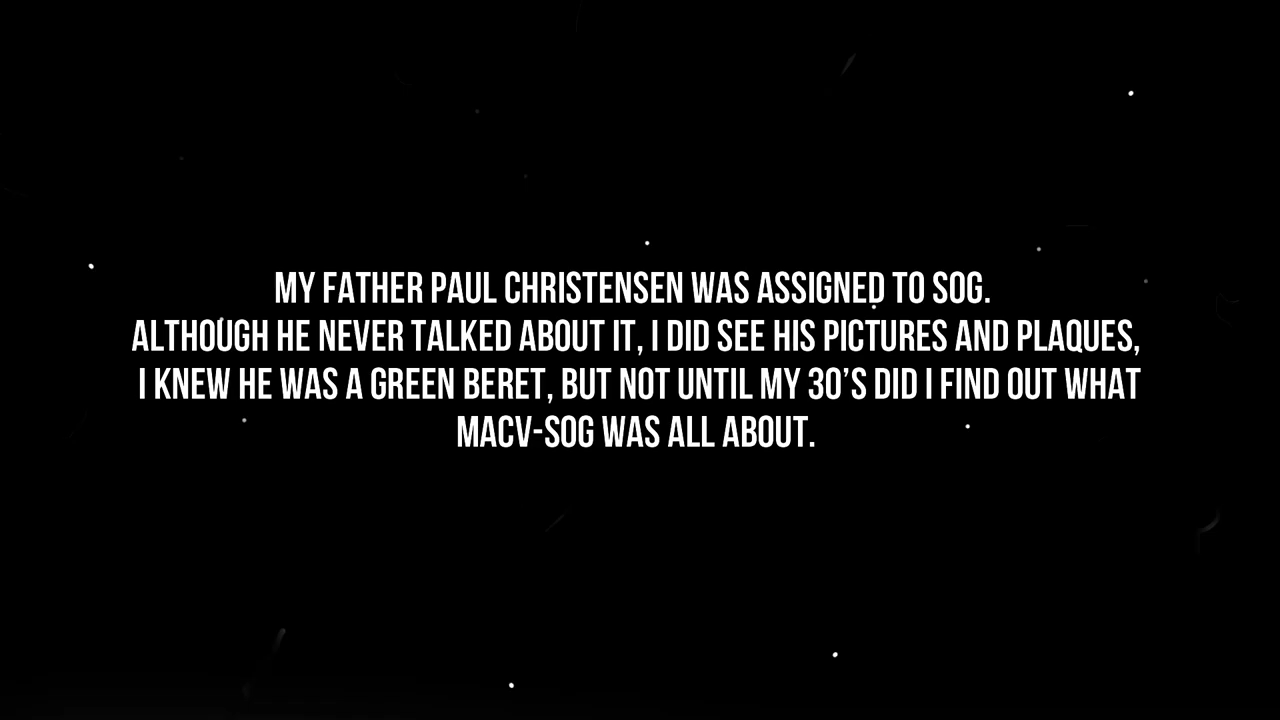 MY FATHER PAUL CHRISTENSEN WAS ASSIGNED TO SOG.
ALTHOUGH HE NEVER TALKED ABOUT IT, I DID SEE HIS PICTURES AND PLAQUES,
I KNEW HE WAS A GREEN BERET, BUT NOT UNTIL MY 30'S DID I FIND OUT WHAT
MACV-SOG WAS ALL ABOUT.